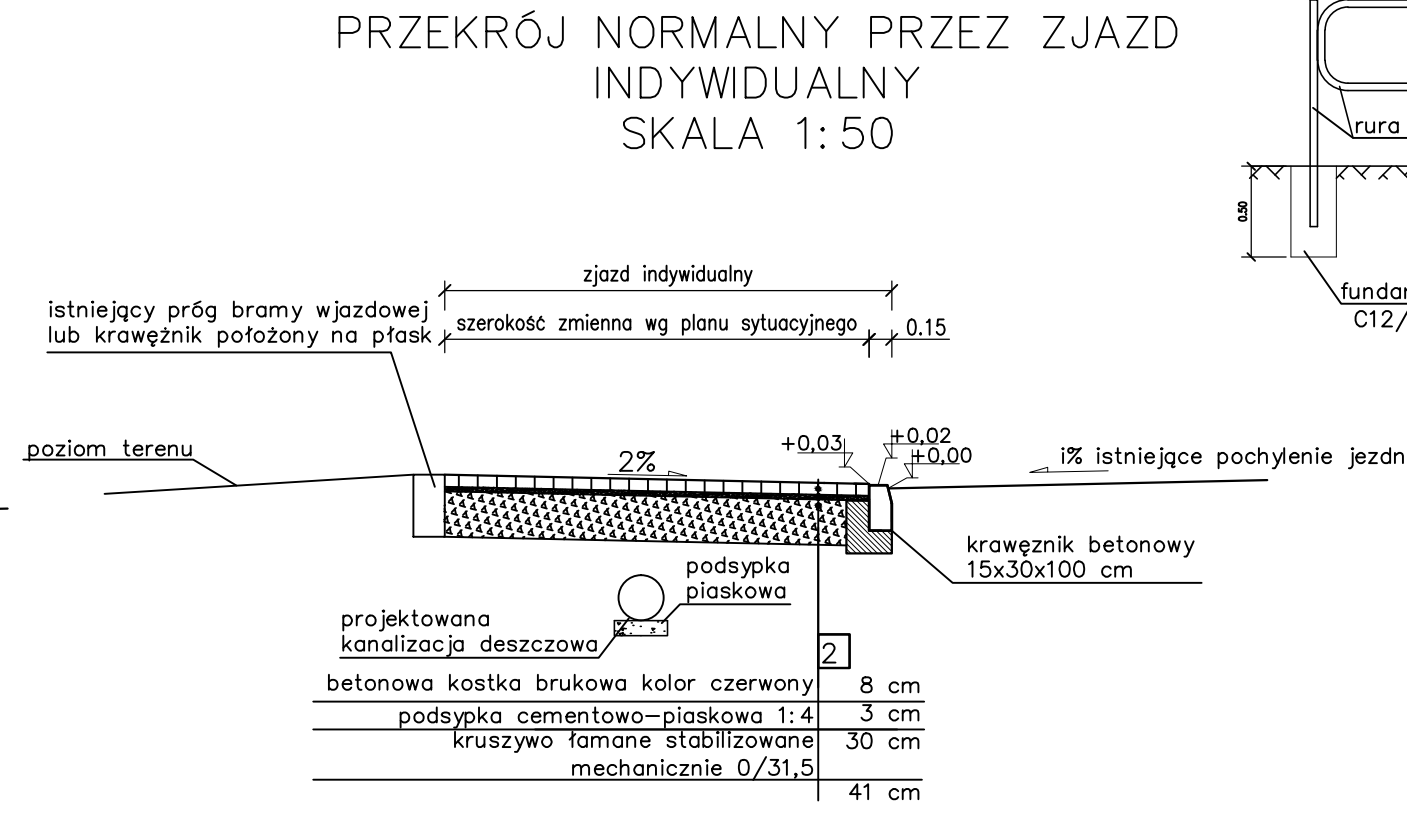 PRZEKRÓJ NORMALNY PRZEZ ZJAZD
INDYWIDUALNY
SKALA 1:50
rura
0.50
fundar
C12/
zjazd indywidualny
istniejący próg bramy wjazdowej
lub krawężnik położony na płask
szerokość zmienna wg planu sytuacyjnego
0.15
poziom terenu
2%
+0,03
+0,02
+0,00
i% istniejące pochylenie jezdn
krawęznik betonowy
15x30x100 cm
podsypka
piaskowa
projektowana
kanalizacja deszczowa
2
betonowa kostka brukowa kolor czerwony 8 cm
podsypka cementowo-piaskowa 1:4 3 cm
kruszywo łamane stabilizowane 30 cm
mechanicznie 0/31,5
41 cm